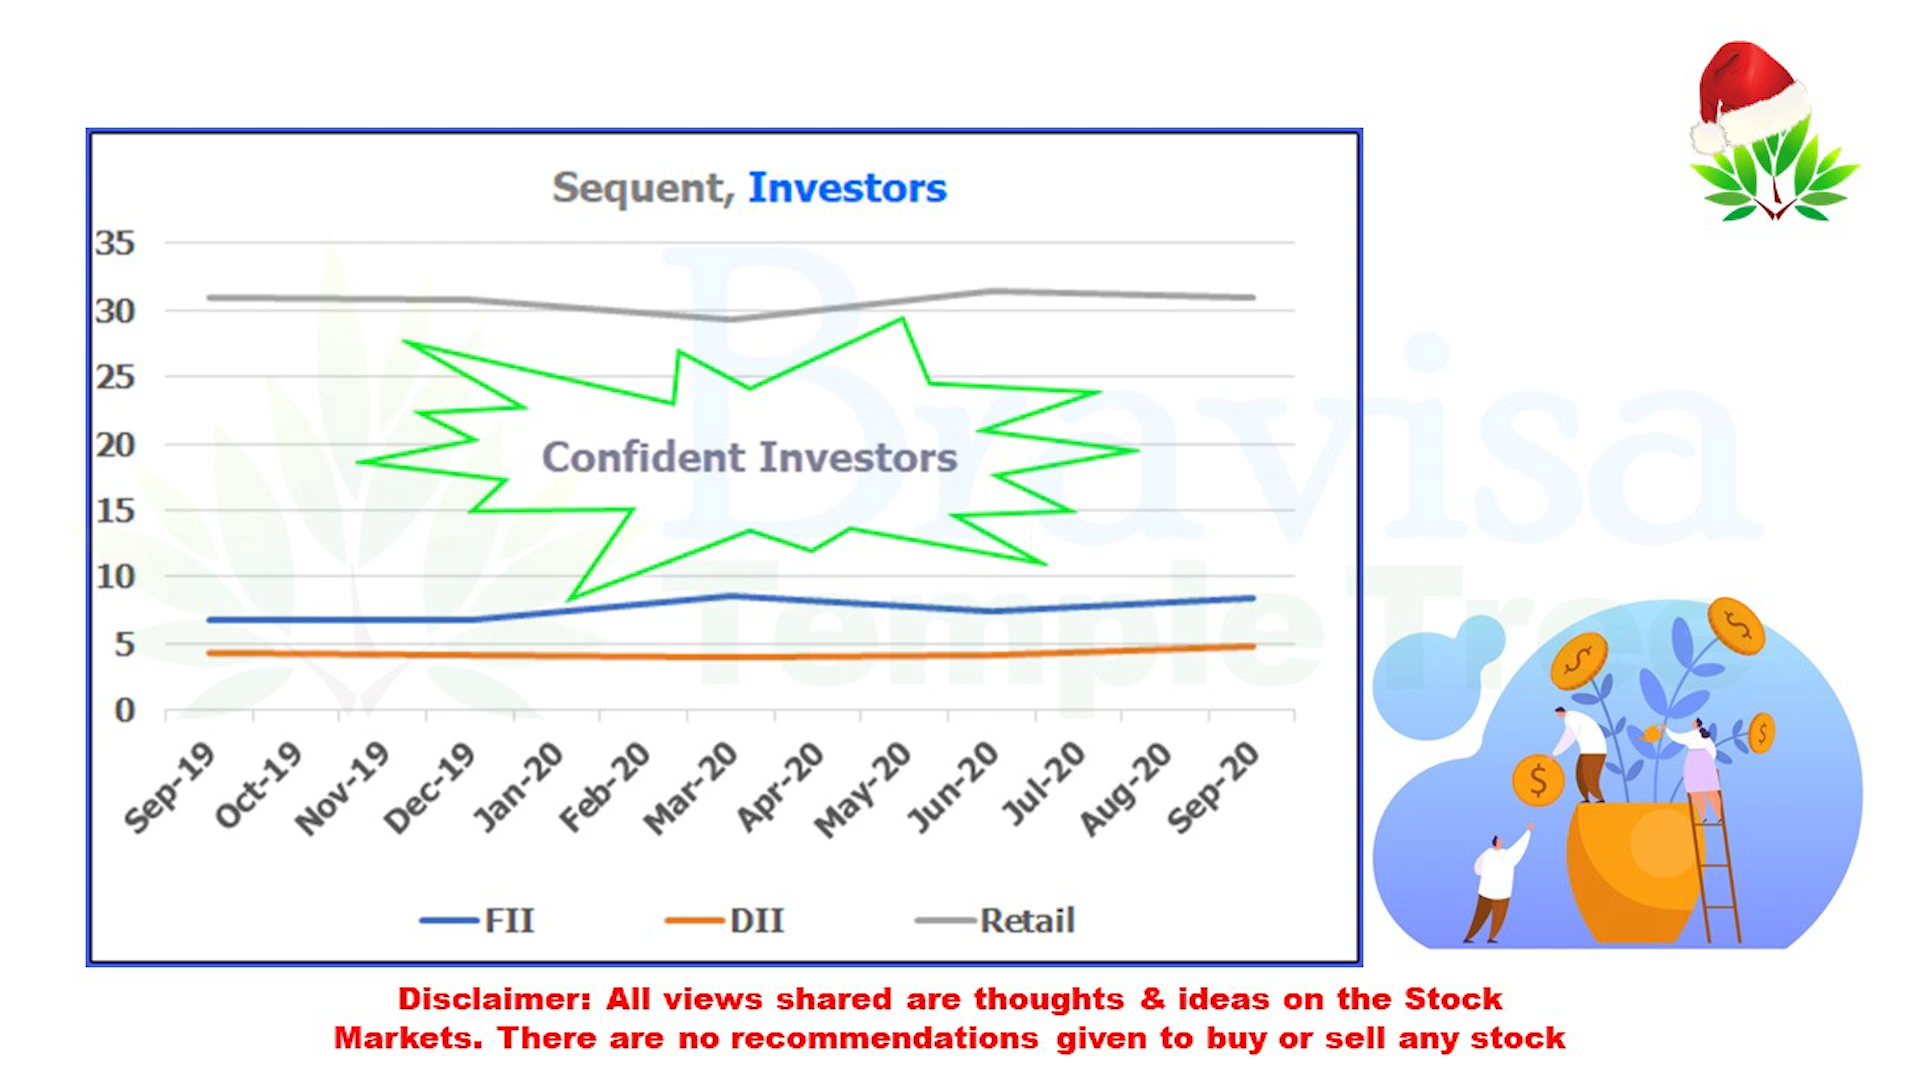 Sequent, Investors
35
30
25
20
15
10
5
0
Confident Investors
Sep-19
Oct-19
Nov-19
Dec-19
Jan-20
Feb-20
Mar-20
Apr-20
May-20
Jun-20
Jul-20
Aug-20
Sep-20
FII
DII
Retail
Bravisa
Temple Tree
$
$
$
$
Disclaimer: All views shared are thoughts & ideas on the Stock
Markets. There are no recommendations given to buy or sell any stock